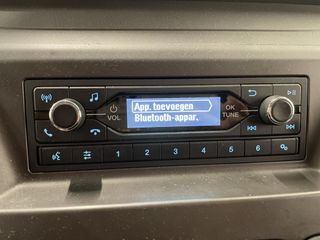 App. toevoegen
Bluetooth-appar.
VOL
OK
TUNE
1 2 3 4 5 6